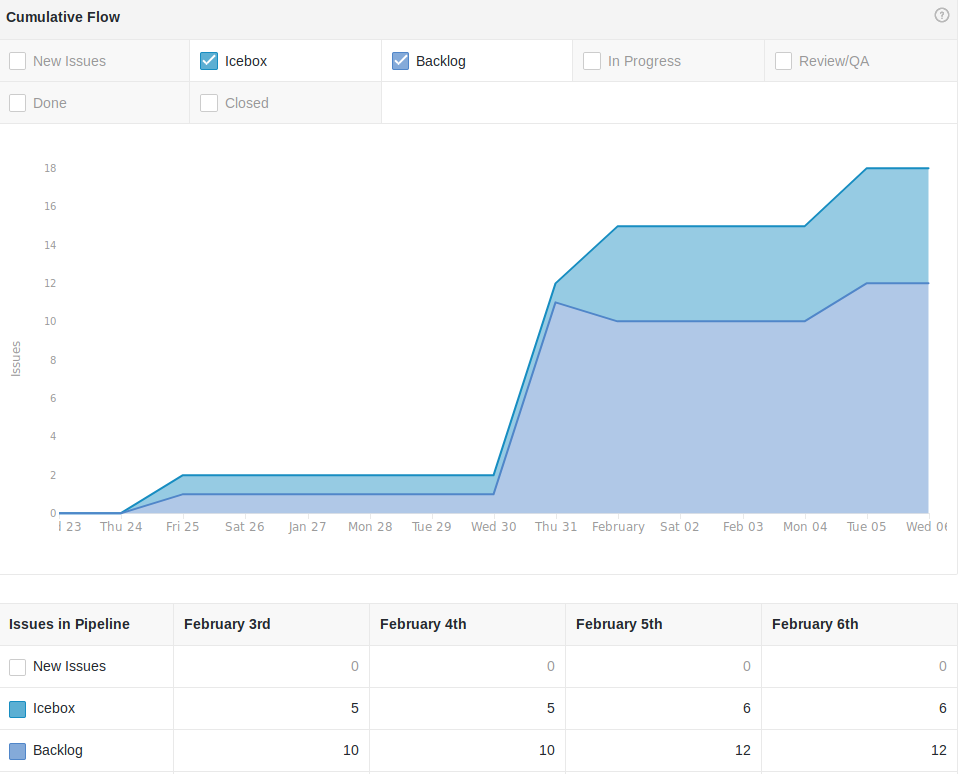 Cumulative Flow
?
New Issues Icebox Backlog In Progress Review/QA
Done Closed
18
16
14
12
10
8
6
4
2
0
Issues
23 Thu 24 Fri 25 Sat 26 Jan 27 Mon 28 Tue 29 Wed 30 Thu 31 February Sat 02 Feb 03 Mon 04 Tue 05 Wed 06
Issues in Pipeline February 3rd February 4th February 5th February 6th
New Issues 0 0 0 0
Icebox 5 5 6 6
Backlog 10 10 12 12